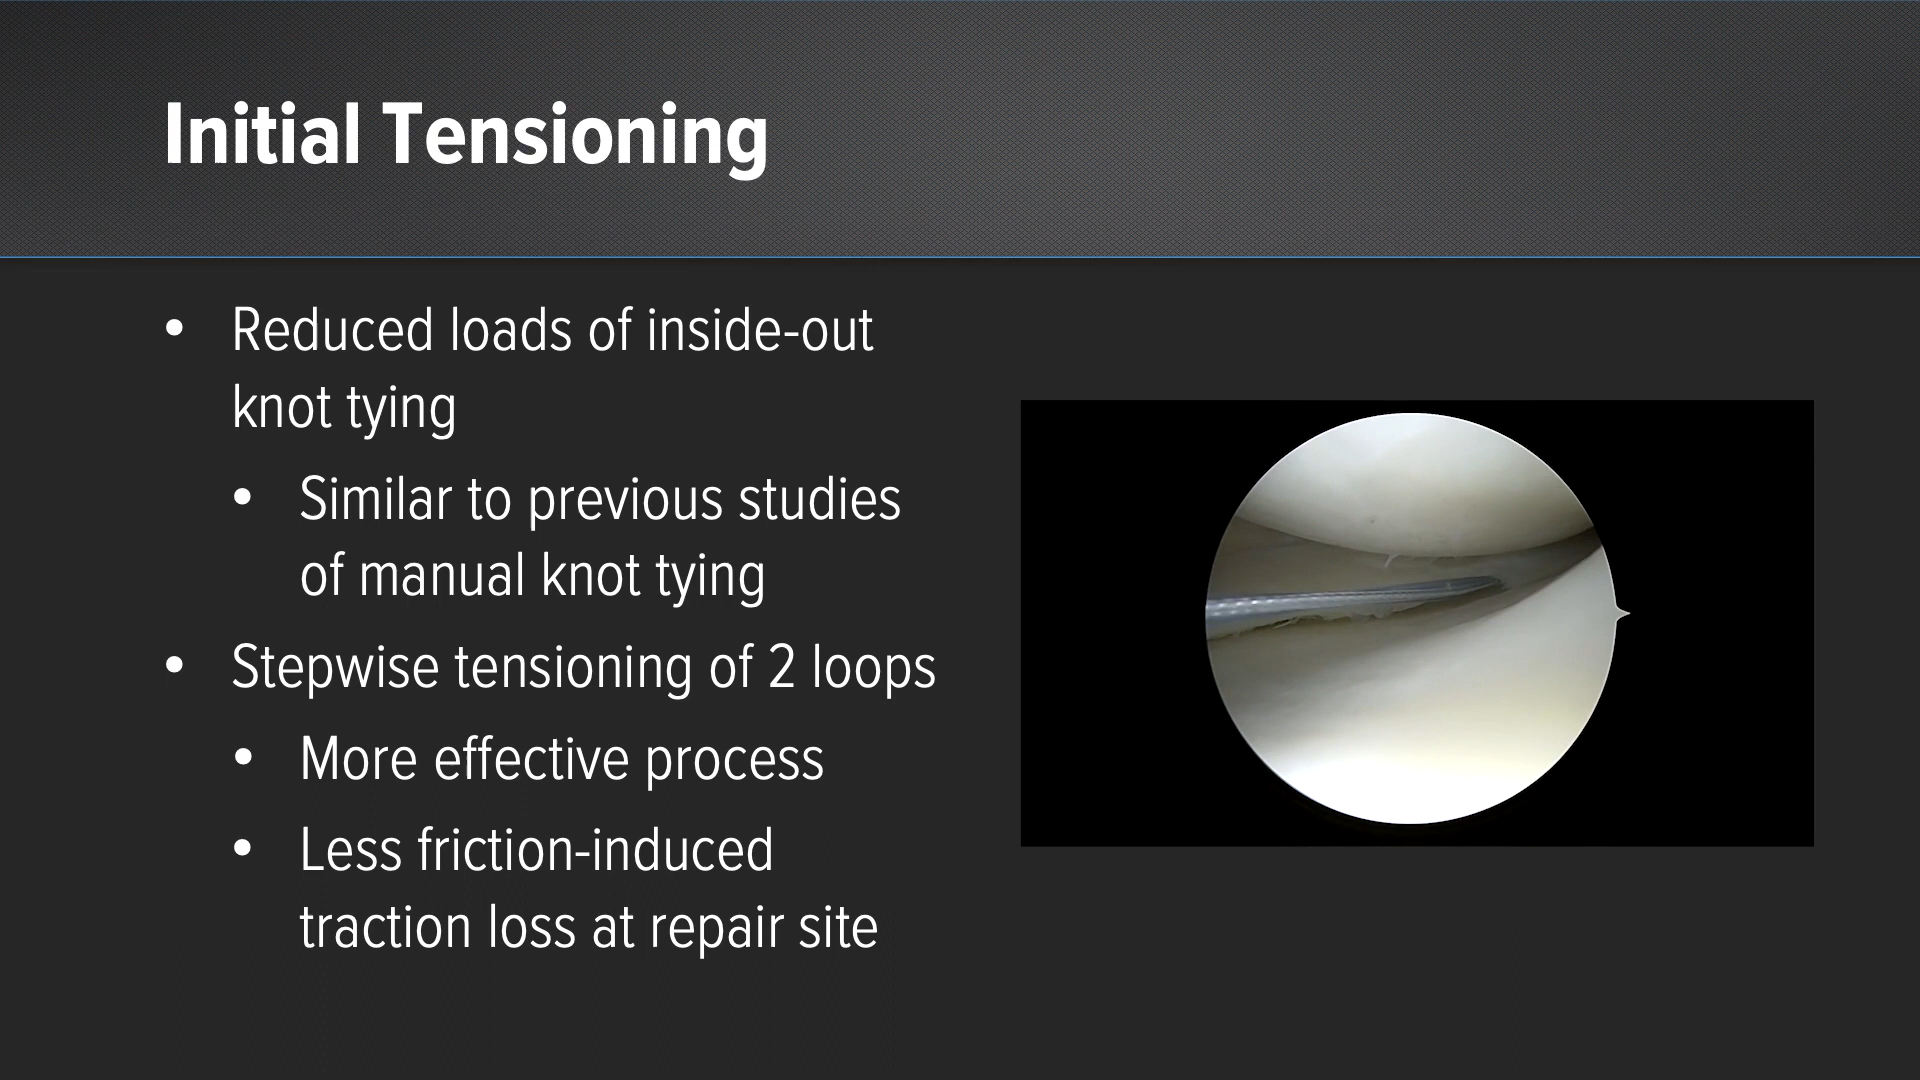 Initial Tensioning
• Reduced loads of inside-out
knot tying
• Similar to previous studies
of manual knot tying
• Stepwise tensioning of 2 loops
• More effective process
• Less friction-induced
traction loss at repair site